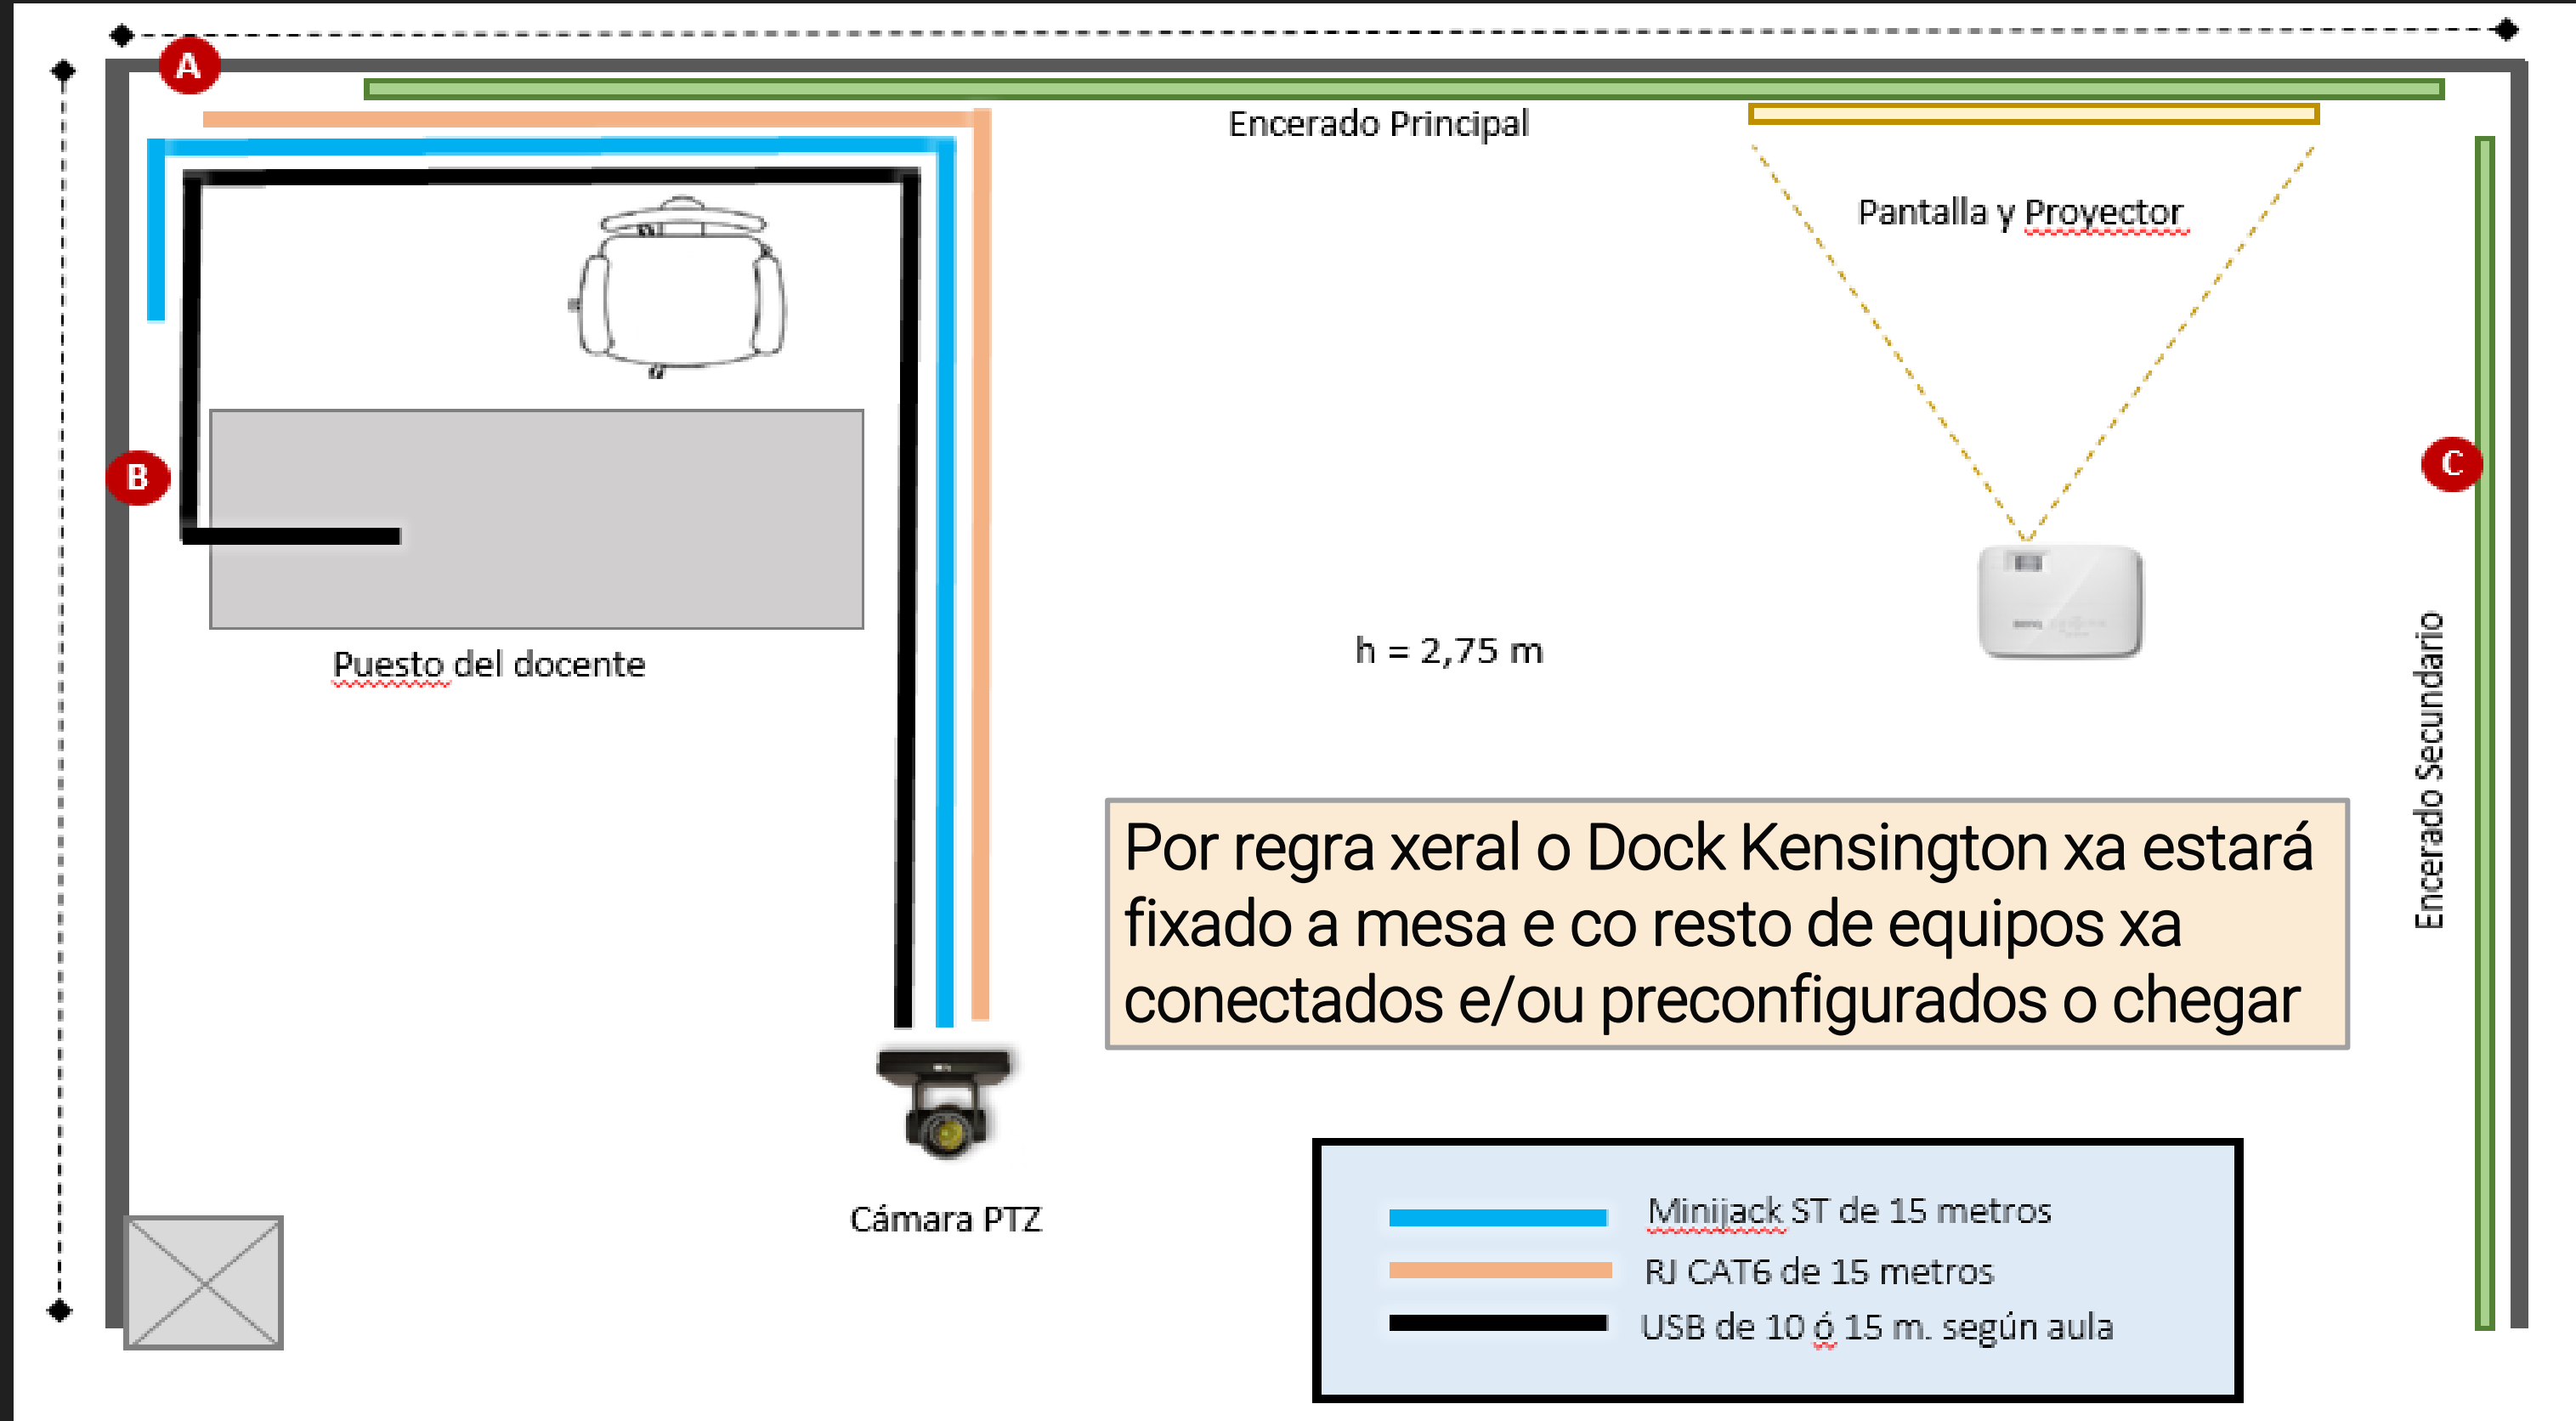 A
Encerado Principal
Pantalla y Proyector
B
C
h = 2,75 m
Puesto del docente
Encerado Secundario
Por regra xeral o Dock Kensington xa estará
fixado a mesa e co resto de equipos xa
conectados e/ou preconfigurados o chegar
Cámara PTZ
Minijack ST de 15 metros
RJ CAT6 de 15 metros
USB de 10 ó 15 m. según aula